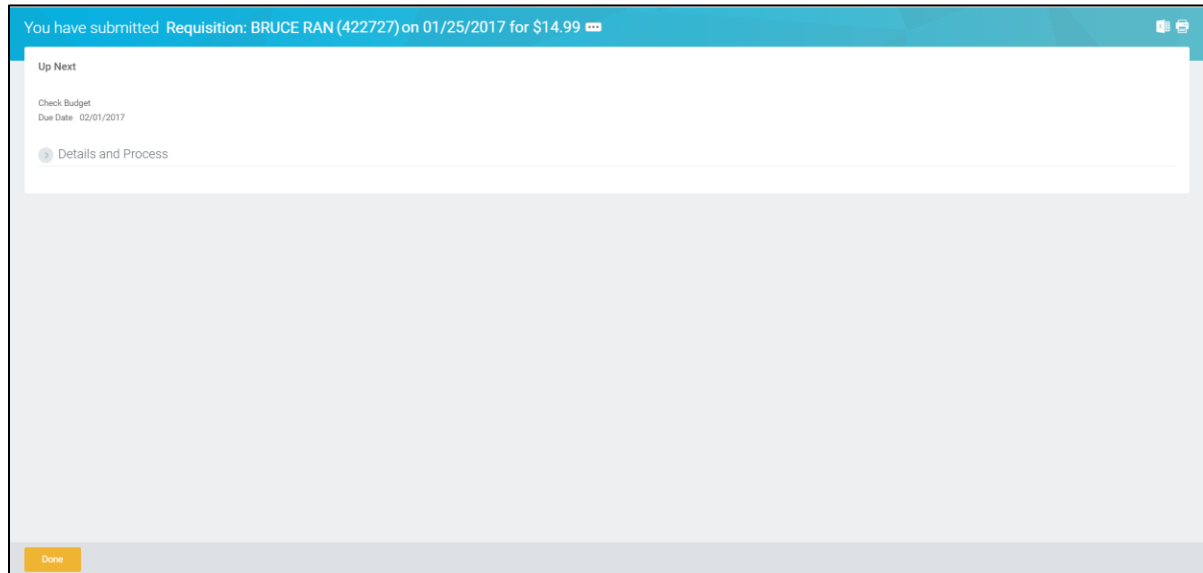 You have submitted Requisition: BRUCE RAN (422727) on 01/25/2017 for $14.99
Up Next
Check Budget
Due Date 02/01/2017
Details and Process
Done